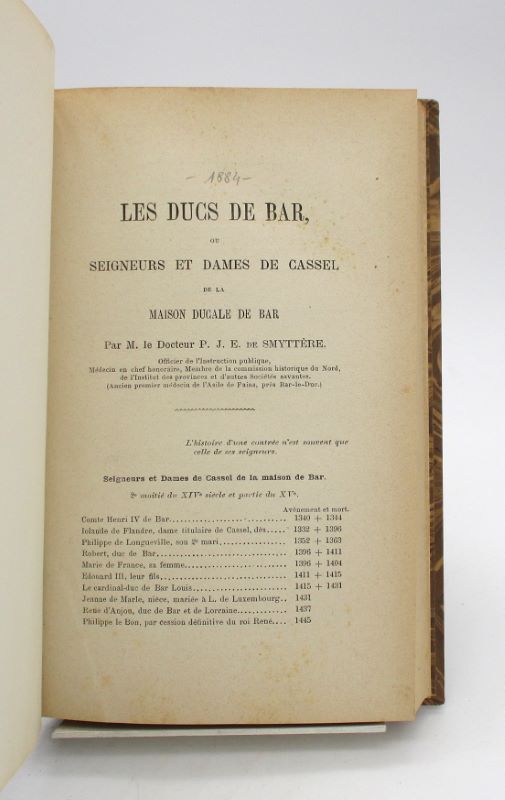 - 1884 -
LES DUCS DE BAR,
OU
SEIGNEURS ET DAMES DE CASSEL
DE LA
MAISON DUCALE DE BAR
Par M. le Docteur P. J. E. DE SMYTTÈRE.
Officier de l'Instruction publique,
Médecin en chef honoraire, Membre de la commission historique du Nord,
de l'Institut des provinces et d'autres Sociétés savantes.
(Ancien premier médecin de l'Asile de Fains, près Bar-le-Duc.)
L'histoire d'une contrée n'est souvent que
celle de ses seigneurs.
Seigneurs et Dames de Cassel de la maison de Bar.
2e moitié du XIVe siècle et partie du XVe.
Avénement et mort.
Comte Henri IV de Bar.............................. 1340 + 1344
Iolande de Flandre, dame titulaire de Cassel, dès..... 1332 + 1396
Philippe de Longueville, son 2e mari................. 1352 + 1363
Robert, duc de Bar................................. 1396 + 1411
Marie de France, sa femme.......................... 1396 + 1404
Edouard III, leur fils................................ 1411 + 1415
Le cardinal-duc de Bar Louis........................ 1415 + 1431
Jeanne de Marle, nièce, mariée à L. de Luxembourg.. 1431
René d'Anjou, duc de Bar et de Lorraine............. 1437
Philippe le Bon, par cession définitive du roi René.... 1445